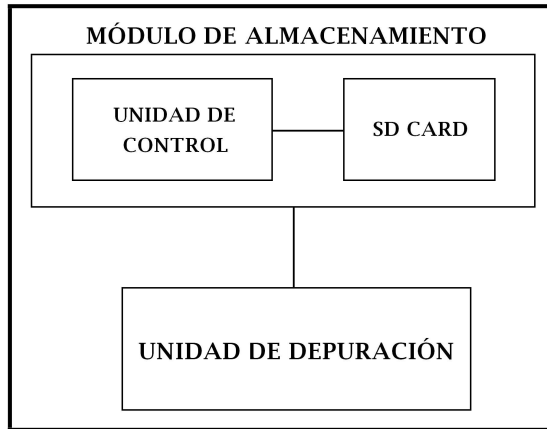 MÓDULO DE ALMACENAMIENTO
UNIDAD DE
CONTROL
SD CARD
UNIDAD DE DEPURACIÓN